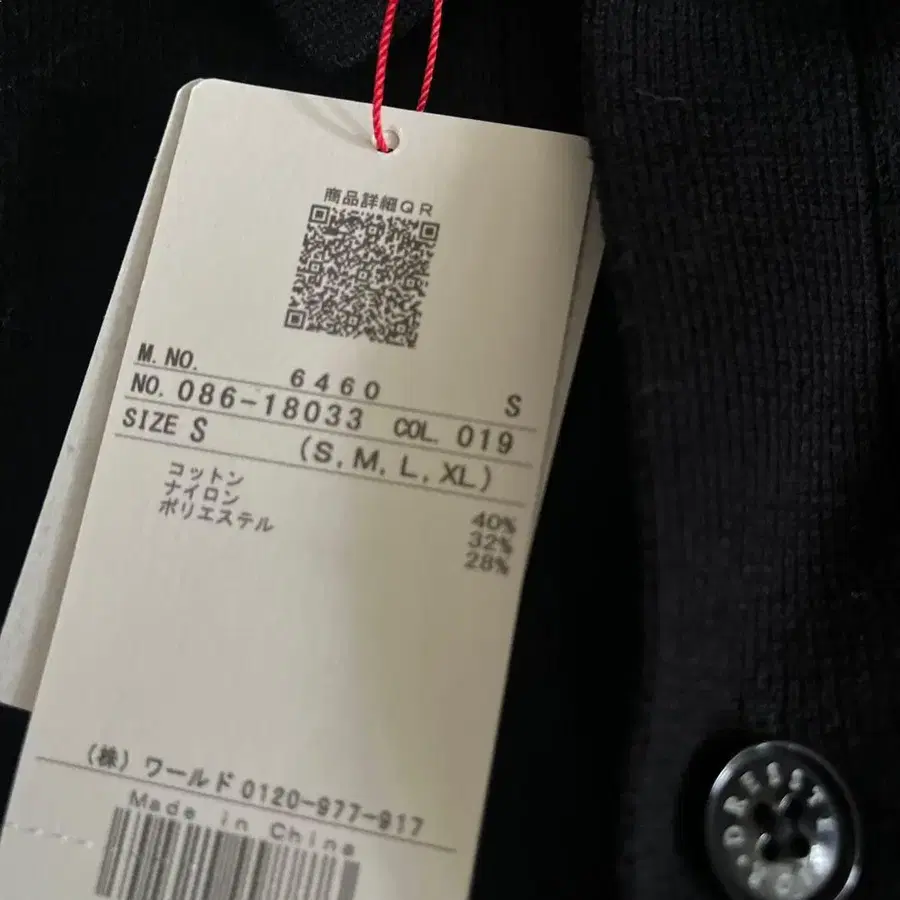 商品詳細QR
M. NO. 6460 S
NO. 086-18033 COL. 019
SIZE S (S, M, L, XL)
コットン 40%
ナイロン 32%
ポリエステル 28%
(株) ワールド 0120-977-917
Made in China
DRESST